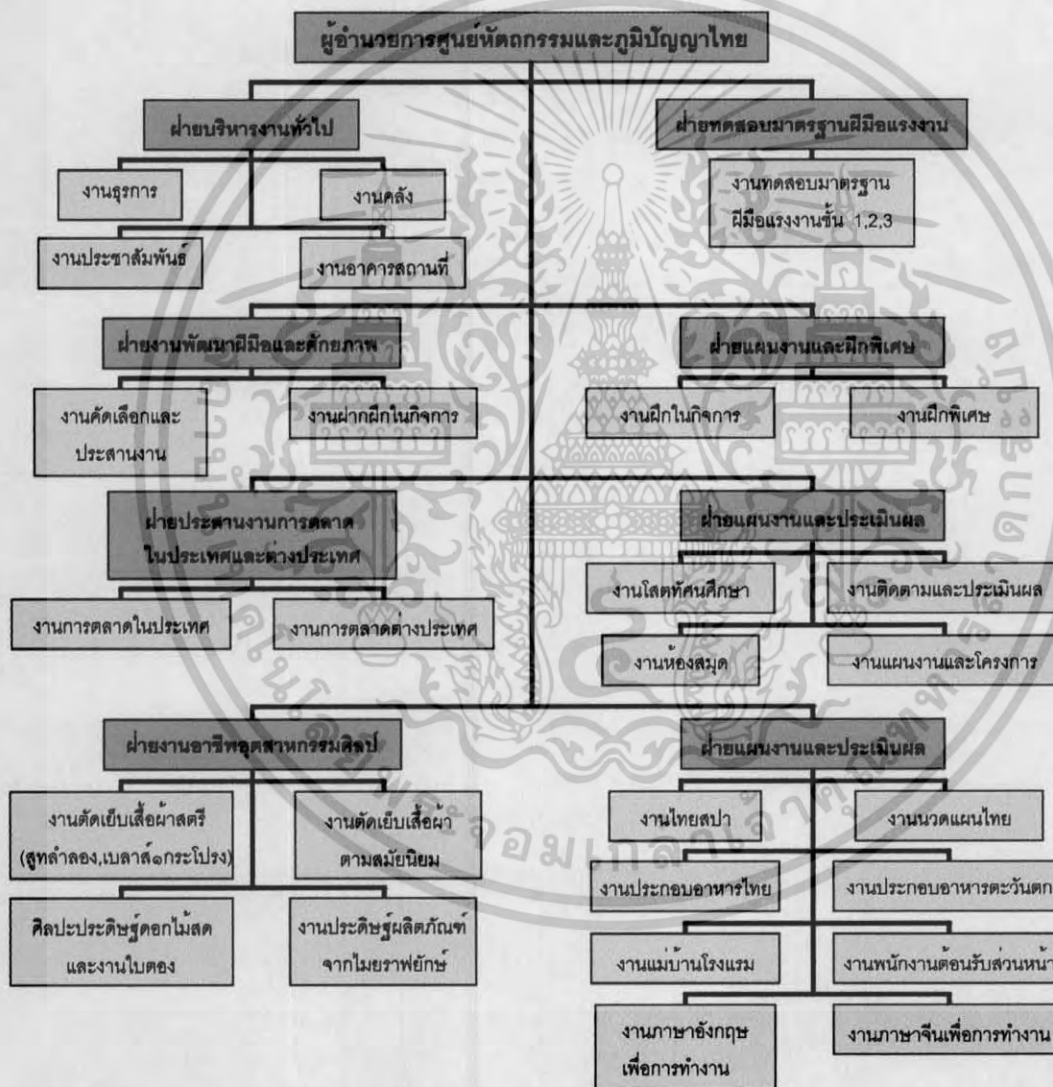 ผู้อำนวยการศูนย์หัตถกรรมและภูมิปัญญาไทย
ฝ่ายบริหารงานทั่วไป
ฝ่ายทดสอบมาตรฐานฝีมือแรงงาน
งานธุรการ
งานคลัง
งานทดสอบมาตรฐาน
ฝีมือแรงงานชั้น 1,2,3
งานประชาสัมพันธ์
งานอาคารสถานที่
ฝ่ายงานพัฒนาฝีมือและศักยภาพ
ฝ่ายแผนงานและฝึกพิเศษ
งานคัดเลือกและ
ประสานงาน
งานฝากฝึกในกิจการ
งานฝึกในกิจการ
งานฝึกพิเศษ
ฝ่ายประสานงานการตลาด
ในประเทศและต่างประเทศ
ฝ่ายแผนงานและประเมินผล
งานการตลาดในประเทศ
งานการตลาดต่างประเทศ
งานโสตทัศนศึกษา
งานติดตามและประเมินผล
งานห้องสมุด
งานแผนงานและโครงการ
ฝ่ายงานอาชีพอุตสาหกรรมศิลป์
ฝ่ายแผนงานและประเมินผล
งานตัดเย็บเสื้อผ้าสตรี
(สูทลำลอง,เบลาส์๑กระโปรง)
งานตัดเย็บเสื้อผ้า
ตามสมัยนิยม
งานไทยสปา
งานนวดแผนไทย
ศิลปะประดิษฐ์ดอกไม้สด
และงานใบตอง
งานประดิษฐ์ผลิตภัณฑ์
จากไมยราฟยักษ์
งานประกอบอาหารไทย
งานประกอบอาหารตะวันตก
งานแม่บ้านโรงแรม
งานพนักงานต้อนรับส่วนหน้า
งานภาษาอังกฤษ
เพื่อการทำงาน
งานภาษาจีนเพื่อการทำงาน
พระจอมเกล้าเจ้าคุณทหารลาดกระบัง